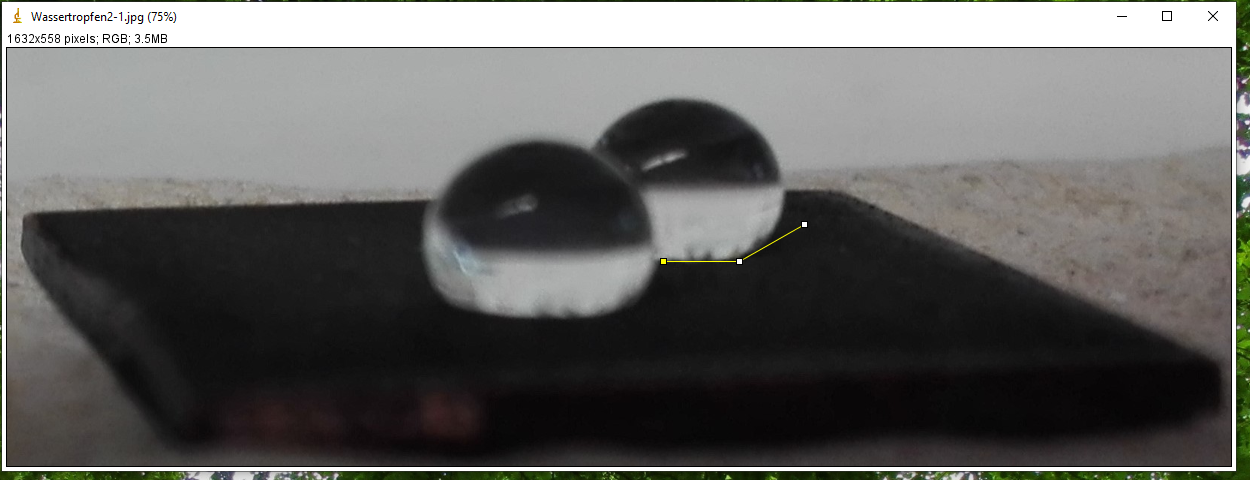 Wassertropfen2-1.jpg (75%)
1632x558 pixels; RGB; 3.5MB